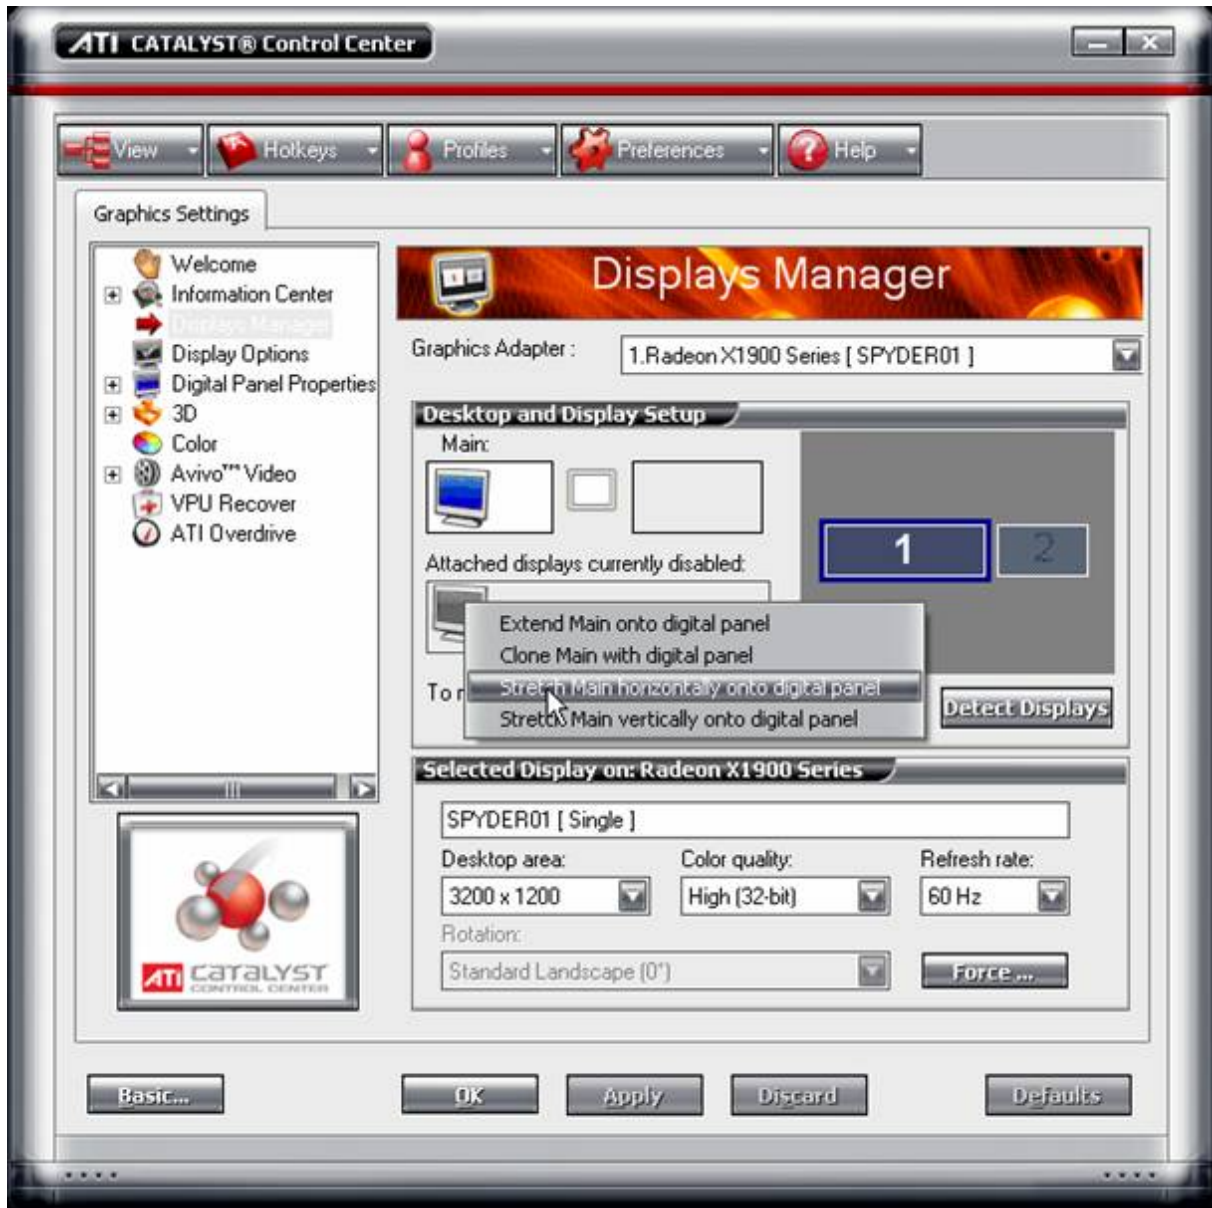 ATI CATALYST® Control Center
View
Hotkeys
Profiles
Preferences
Help
Graphics Settings
Welcome
Information Center
Displays Manager
Display Options
Digital Panel Properties
3D
Color
Avivo™ Video
VPU Recover
ATI Overdrive
Displays Manager
Graphics Adapter :
1.Radeon X1900 Series [ SPYDER01 ]
Desktop and Display Setup
Main:
1
2
Attached displays currently disabled:
Extend Main onto digital panel
Clone Main with digital panel
Stretch Main horizontally onto digital panel
Stretch Main vertically onto digital panel
To
Detect Displays
Selected Display on: Radeon X1900 Series
SPYDER01 [ Single ]
Desktop area:
Color quality:
Refresh rate:
3200 x 1200
High (32-bit)
60 Hz
Rotation:
Standard Landscape (0°)
Force ...
ATI CATALYST
CONTROL CENTER
Basic...
OK
Apply
Discard
Defaults